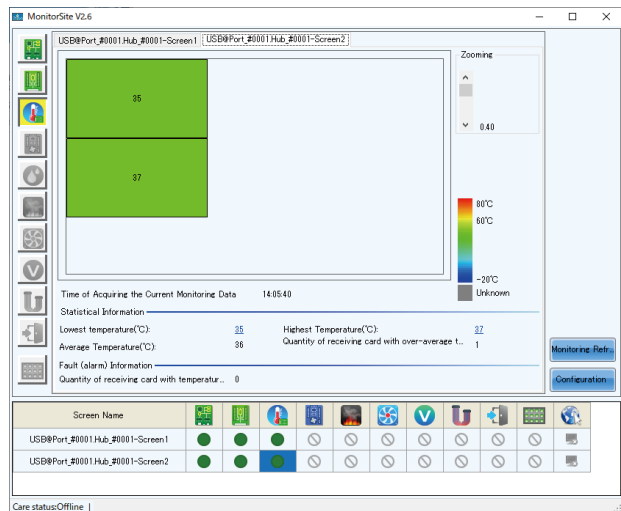 MonitorSite V2.6
USB@Port_#0001.Hub_#0001-Screen1
USB@Port_#0001.Hub_#0001-Screen2
Zooming
35
0.40
37
80℃
60℃
-20℃
Unknown
Time of Acquiring the Current Monitoring Data 14:05:40
Statistical Information
Lowest temperature(℃): 35 Highest Temperature(℃): 37
Average Temperature(℃): 36 Quantity of receiving card with over-average t... 1
Monitoring Refr...
Fault (alarm) Information
Quantity of receiving card with temperatur... 0
Configuration
Screen Name
USB@Port_#0001.Hub_#0001-Screen1
USB@Port_#0001.Hub_#0001-Screen2
Care status:Offline |